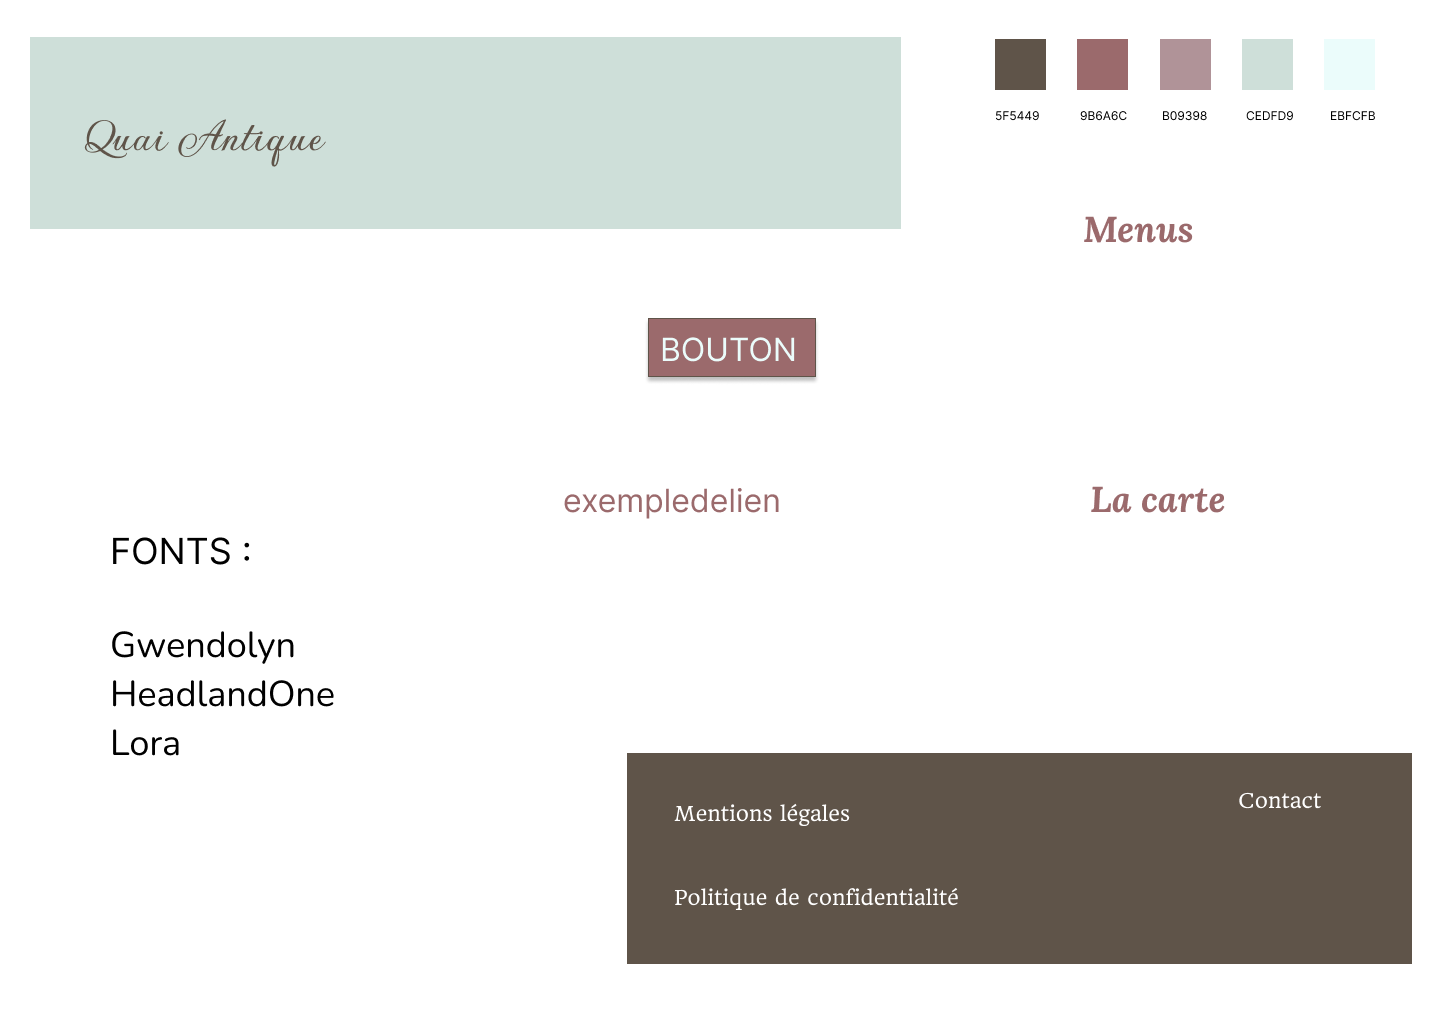 Quai Antique
5F5449
9B6A6C
B09398
CEDFD9
EBFCFB
Menus
BOUTON
exempledelien
La carte
FONTS :
Gwendolyn
HeadlandOne
Lora
Mentions légales
Contact
Politique de confidentialité